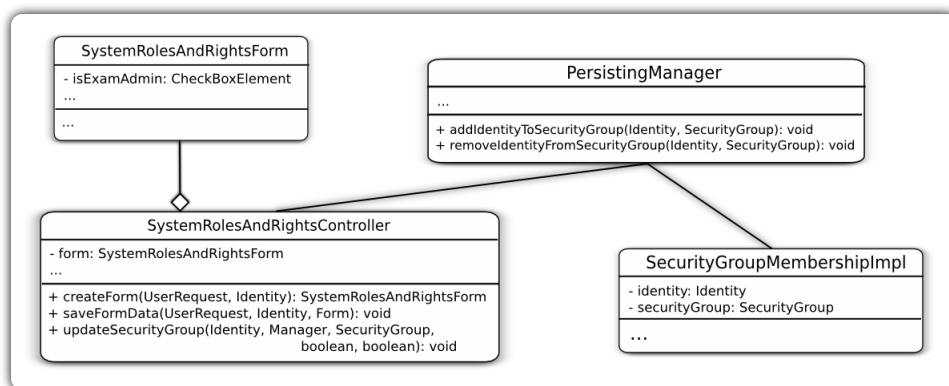 SystemRolesAndRightsForm
- isExamAdmin: CheckBoxElement
...
...
PersistingManager
...
+ addIdentityToSecurityGroup(Identity, SecurityGroup): void
+ removeIdentityFromSecurityGroup(Identity, SecurityGroup): void
SystemRolesAndRightsController
- form: SystemRolesAndRightsForm
...
+ createForm(UserRequest, Identity): SystemRolesAndRightsForm
+ saveFormData(UserRequest, Identity, Form): void
+ updateSecurityGroup(Identity, Manager, SecurityGroup,
boolean, boolean): void
SecurityGroupMembershipImpl
- identity: Identity
- securityGroup: SecurityGroup
...